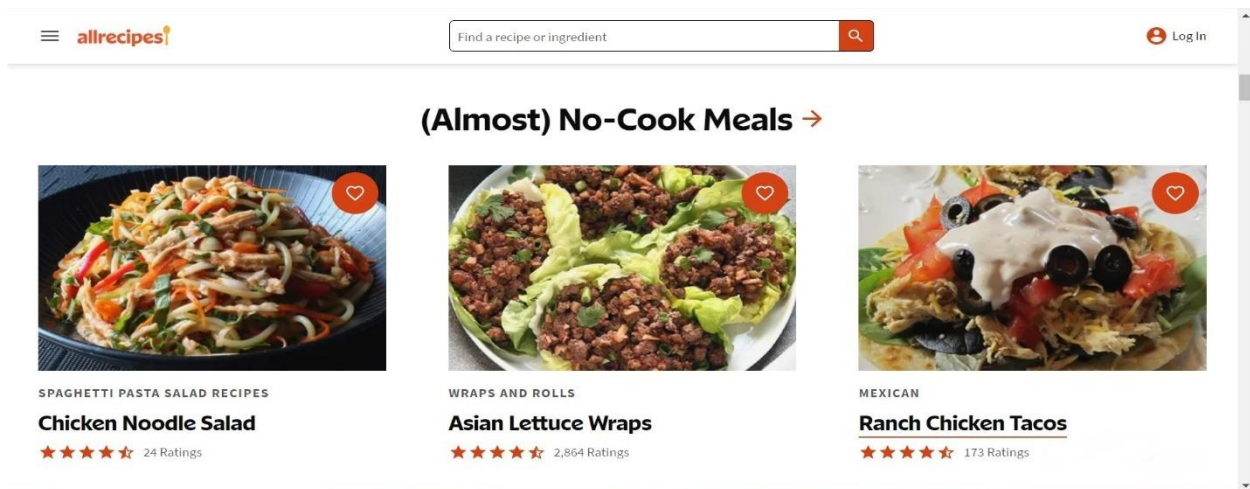 allrecipes
Find a recipe or ingredient
Log In
(Almost) No-Cook Meals →
SPAGHETTI PASTA SALAD RECIPES
Chicken Noodle Salad
24 Ratings
WRAPS AND ROLLS
Asian Lettuce Wraps
2,864 Ratings
MEXICAN
Ranch Chicken Tacos
173 Ratings